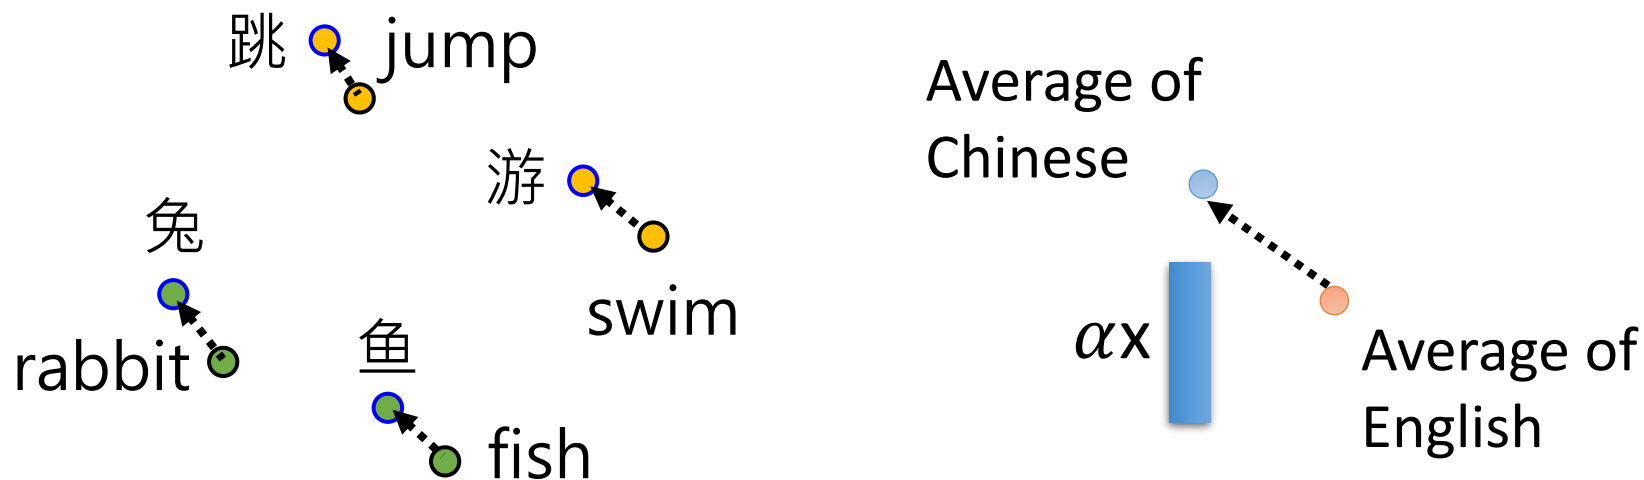 跳 jump
游
swim
兔
rabbit
鱼
fish
Average of
Chinese
αx
Average of
English